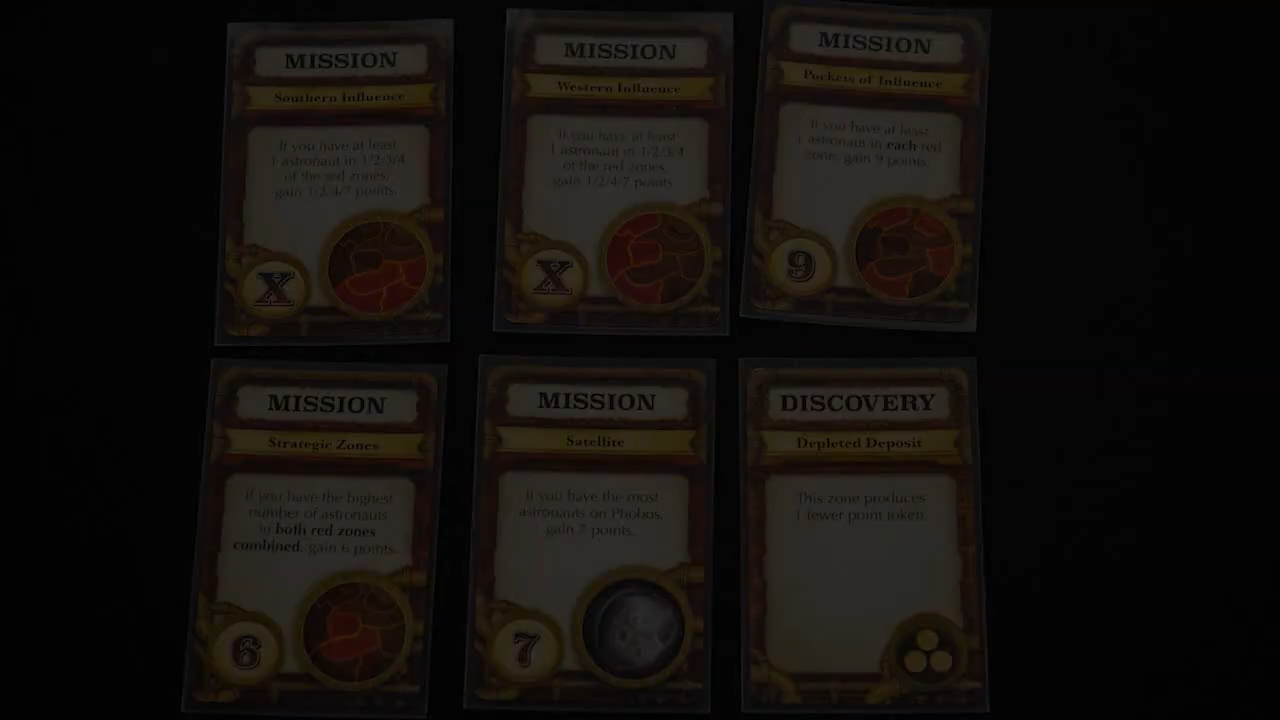 MISSION
Southern Influence
If you have at least
1 astronaut in 1/2/3/4
of the red zones,
gain 1/2/4/7 points.
X
MISSION
Western Influence
If you have at least
1 astronaut in 1/2/3/4
of the red zones,
gain 1/2/4/7 points.
X
MISSION
Pockets of Influence
If you have at least
1 astronaut in each red
zone, gain 9 points.
9
MISSION
Strategic Zones
If you have the highest
number of astronauts
in both red zones
combined, gain 6 points.
6
MISSION
Satellite
If you have the most
astronauts on Phobos,
gain 7 points.
7
DISCOVERY
Depleted Deposit
This zone produces
1 fewer point token.